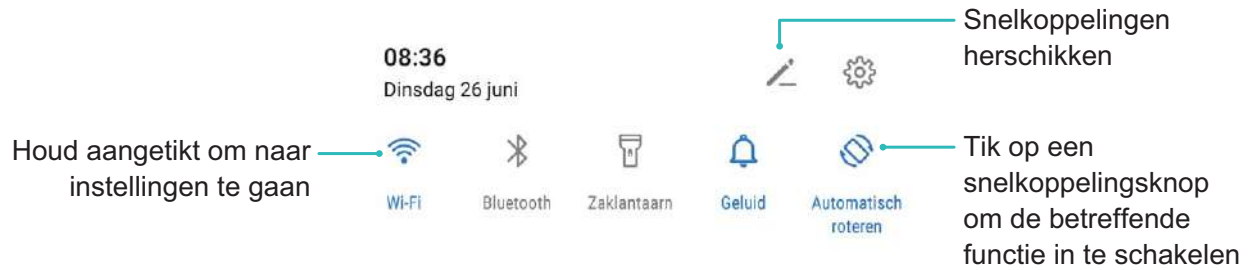 Snelkoppelingen
herschikken
08:36
Dinsdag 26 juni
Houd aangetikt om naar
instellingen te gaan
Wi-Fi
Bluetooth
Zaklantaarn
Geluid
Automatisch
roteren
Tik op een
snelkoppelingsknop
om de betreffende
functie in te schakelen